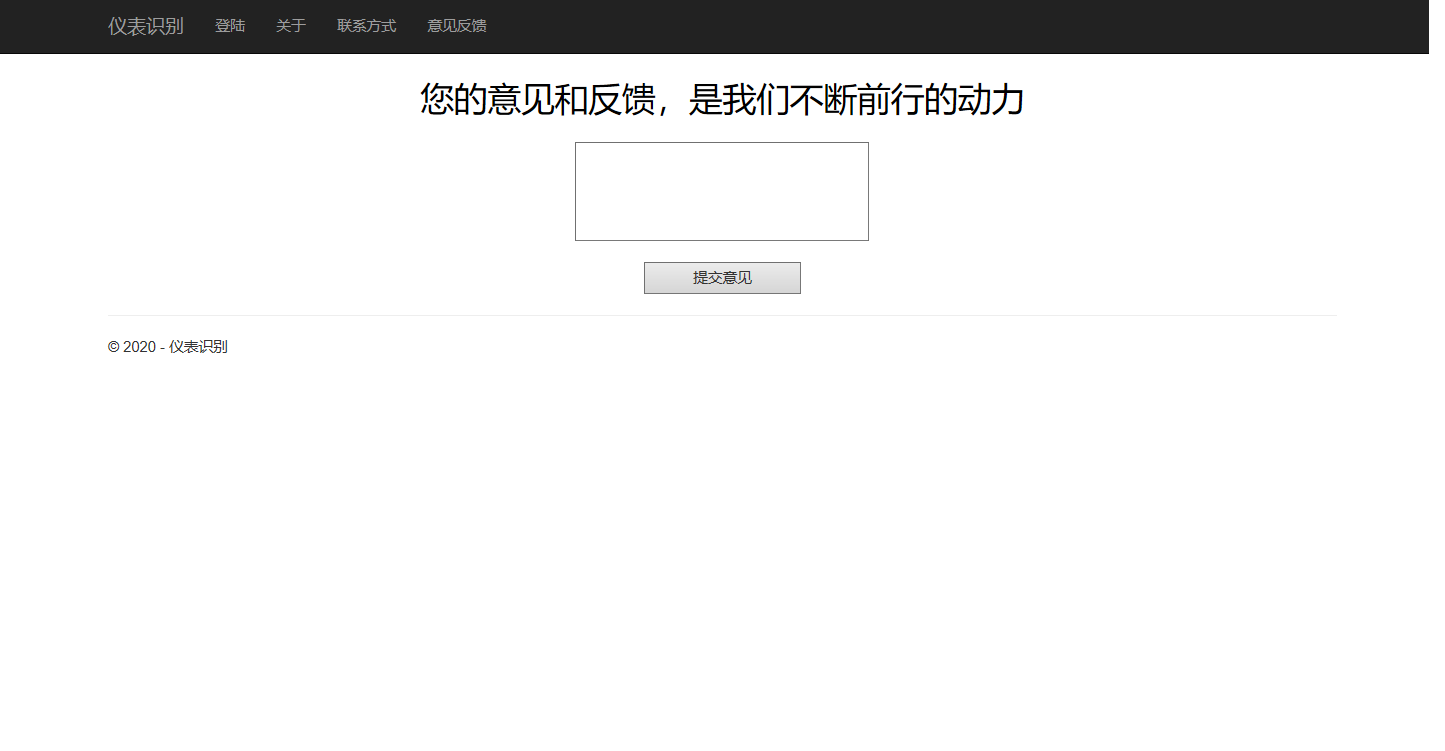 仪表识别 登陆 关于 联系方式 意见反馈
您的意见和反馈，是我们不断前行的动力
提交意见
© 2020 - 仪表识别